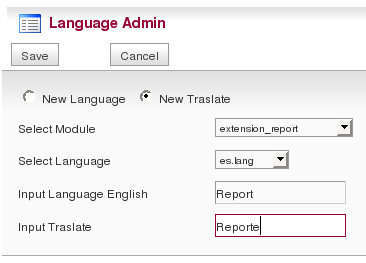 Language Admin
Save Cancel
New Language New Traslate
Select Module extension_report
Select Language es.lang
Input Language English Report
Input Traslate Reporte